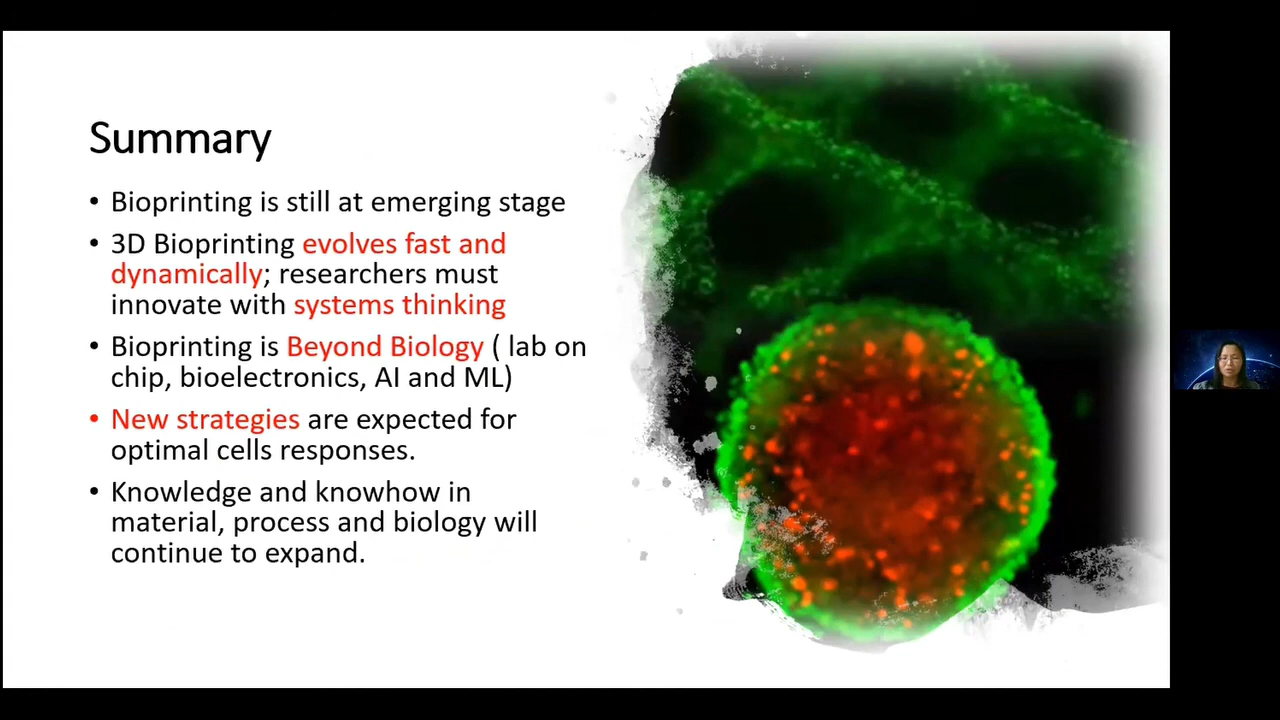 Summary
• Bioprinting is still at emerging stage
• 3D Bioprinting evolves fast and
dynamically; researchers must
innovate with systems thinking
• Bioprinting is Beyond Biology ( lab on
chip, bioelectronics, AI and ML)
• New strategies are expected for
optimal cells responses.
• Knowledge and knowhow in
material, process and biology will
continue to expand.